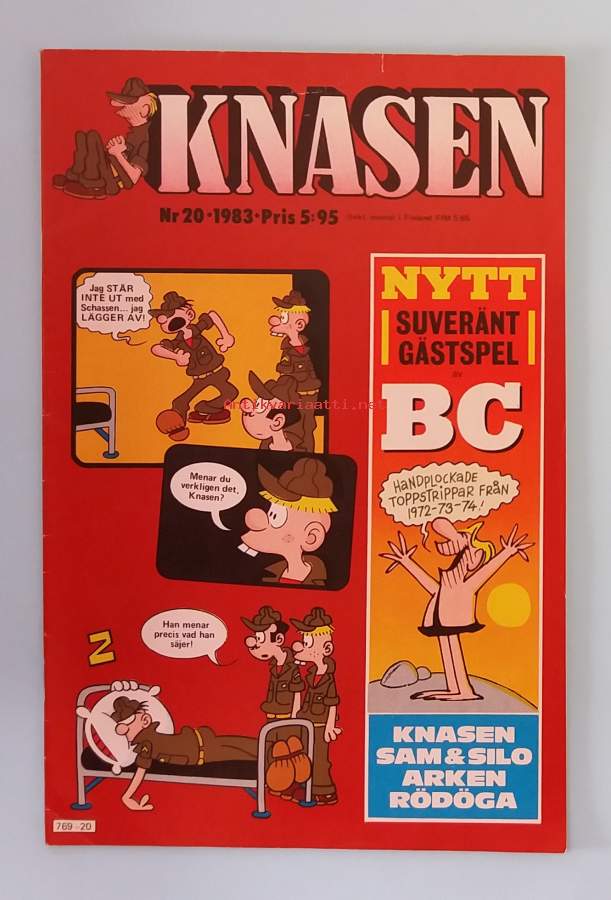 KNASEN
Nr 20 • 1983 • Pris 5:95
Jag STÅR
INTE UT med
Schassen... jag
LÄGGER AV!
Menar du
verkligen det,
Knasen?
Z
Han menar
precis vad han
säjer!
NYTT
SUVERÄNT
GÄSTSPEL
av
BC
HANDPLOCKADE
TOPPSTRIPPAR FRÅN
1972-73-74!
KNASEN
SAM & SILO
ARKEN
RÖDÖGA
769-20
Antikvariaatti.net